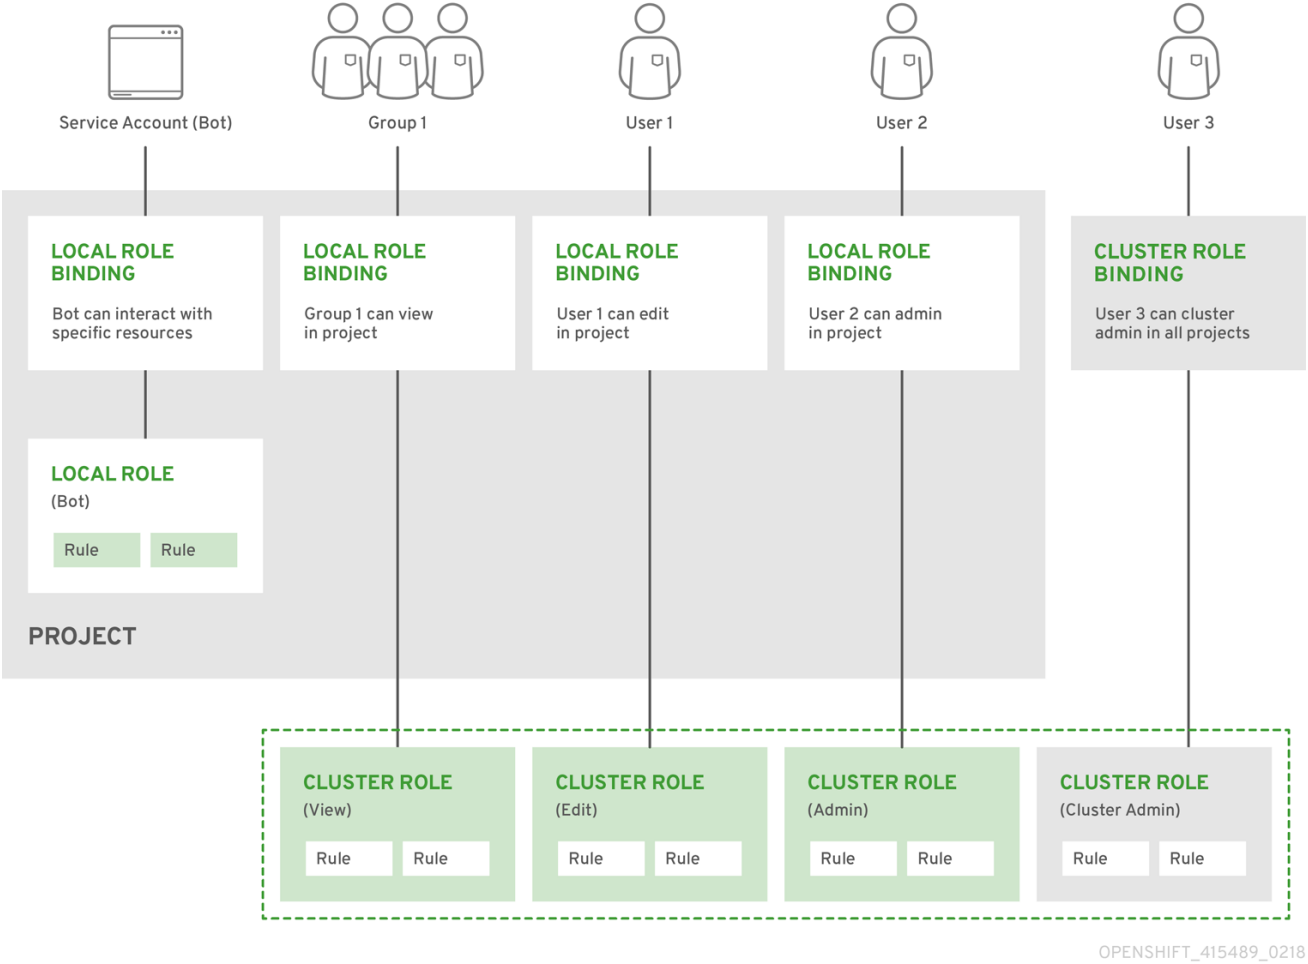 Service Account (Bot)
Group 1
User 1
User 2
User 3
LOCAL ROLE
BINDING
Bot can interact with
specific resources
LOCAL ROLE
BINDING
Group 1 can view
in project
LOCAL ROLE
BINDING
User 1 can edit
in project
LOCAL ROLE
BINDING
User 2 can admin
in project
CLUSTER ROLE
BINDING
User 3 can cluster
admin in all projects
LOCAL ROLE
(Bot)
Rule
Rule
PROJECT
CLUSTER ROLE
(View)
Rule
Rule
CLUSTER ROLE
(Edit)
Rule
Rule
CLUSTER ROLE
(Admin)
Rule
Rule
CLUSTER ROLE
(Cluster Admin)
Rule
Rule
OPENSHIFT_415489_0218